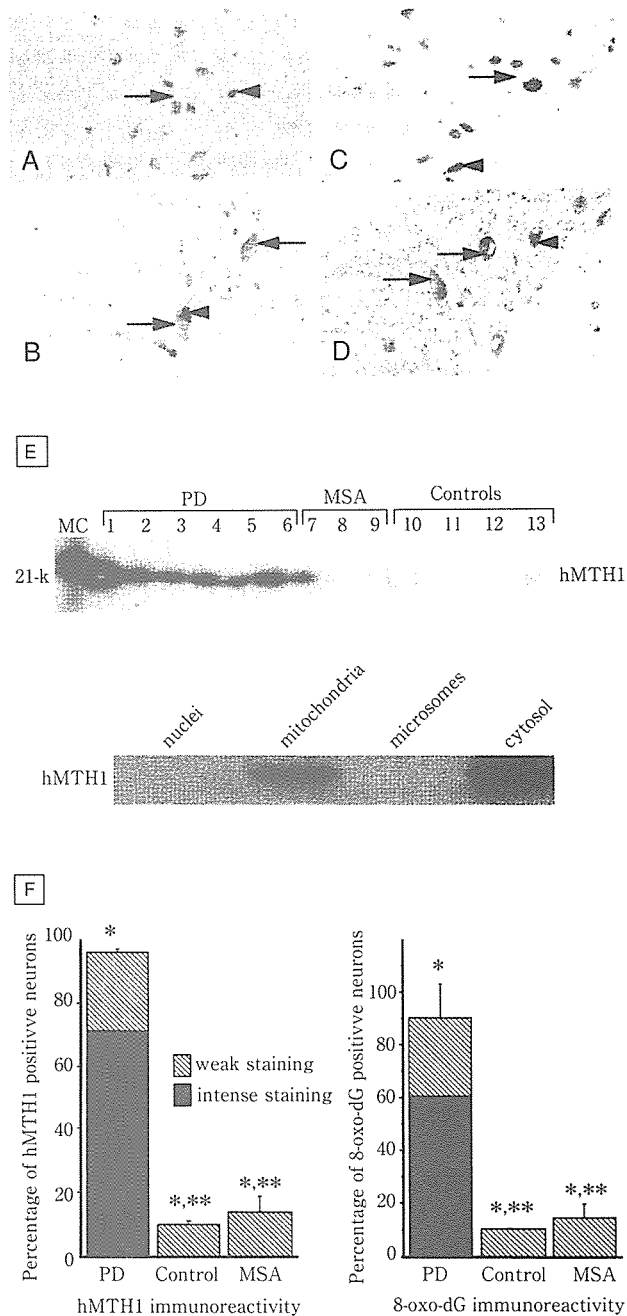 A
C
B
D
E
PD MSA Controls
MC 1 2 3 4 5 6 7 8 9 10 11 12 13
21-k hMTH1
nuclei mitochondria microsomes cytosol
hMTH1
F
Percentage of hMTH1 positivve neurons
100
80
60
40
20
0
*
*,**
*,**
weak staining
intense staining
PD Control MSA
hMTH1 immunoreactivity
Percentage of 8-oxo-dG positivve neurons
100
80
60
40
20
0
*
*,**
*,**
PD Control MSA
8-oxo-dG immunoreactivity